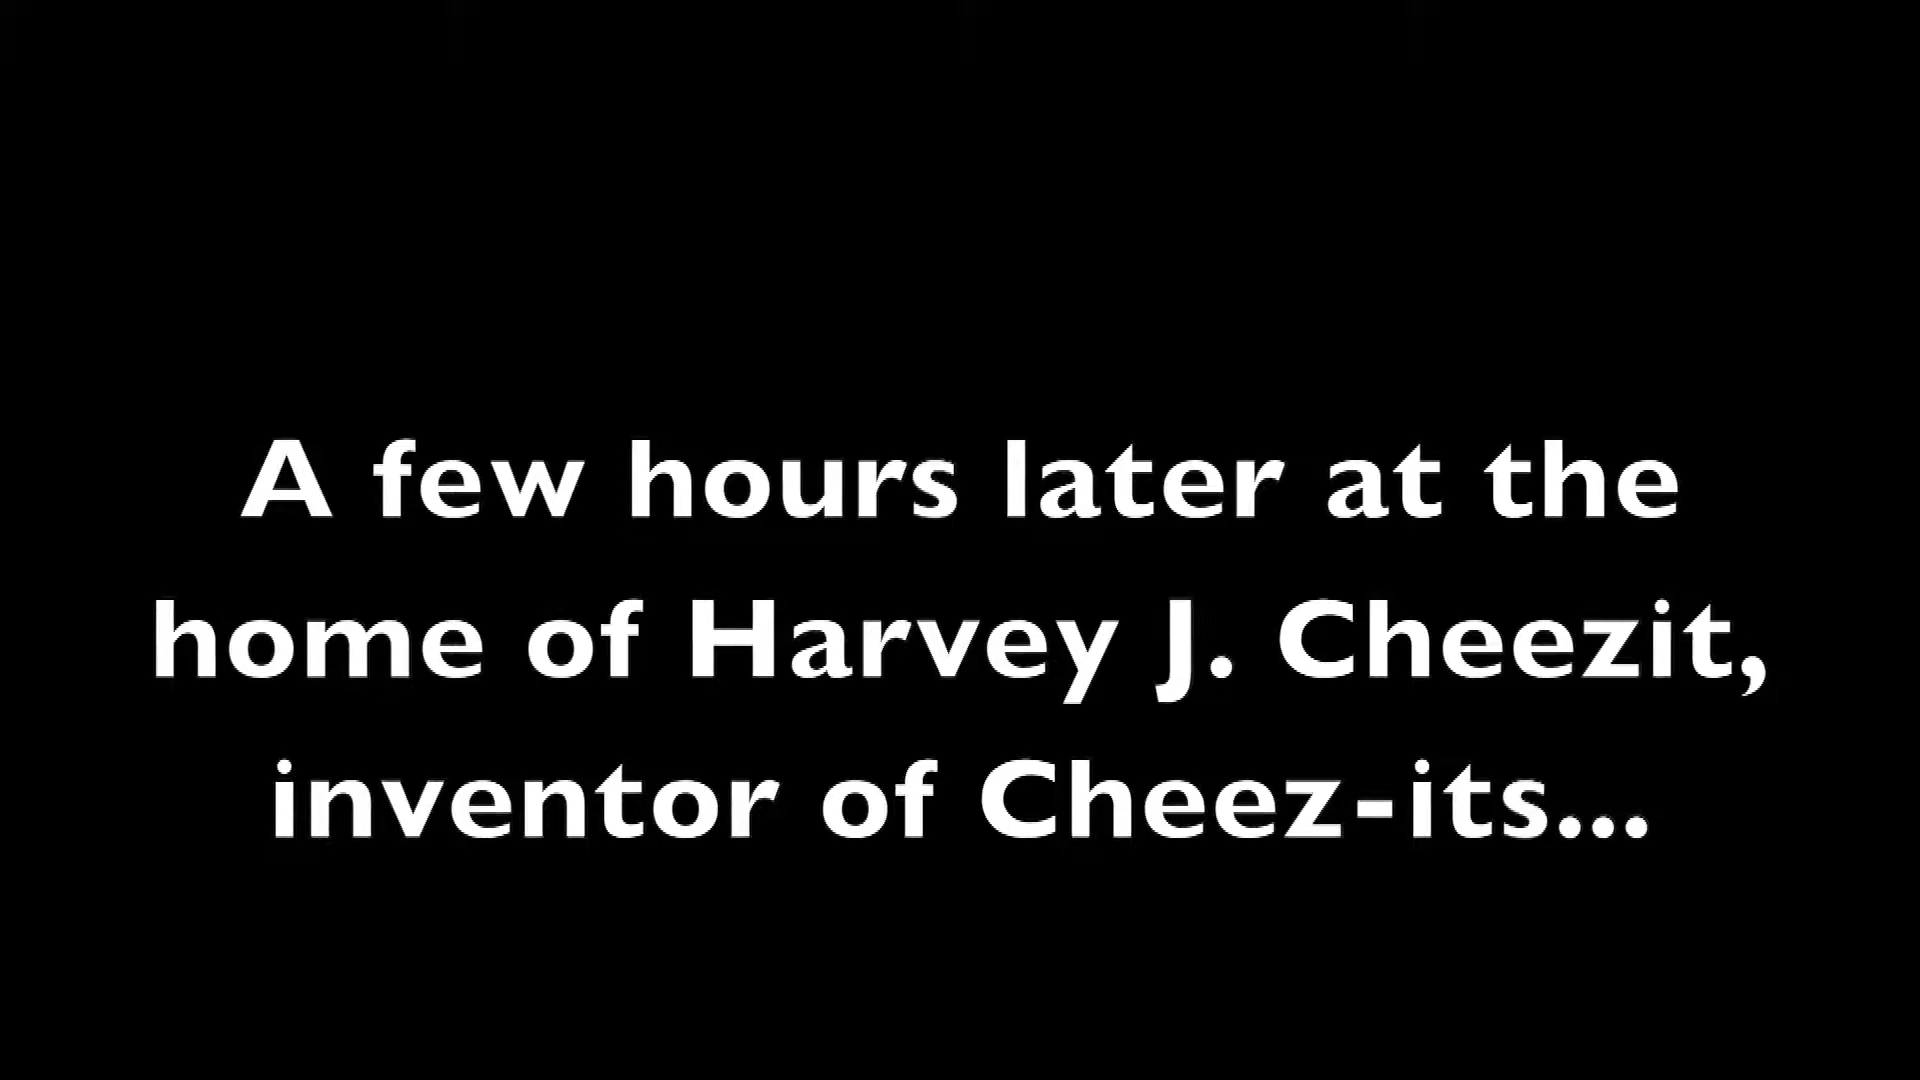 A few hours later at the
home of Harvey J. Cheezit,
inventor of Cheez-its...